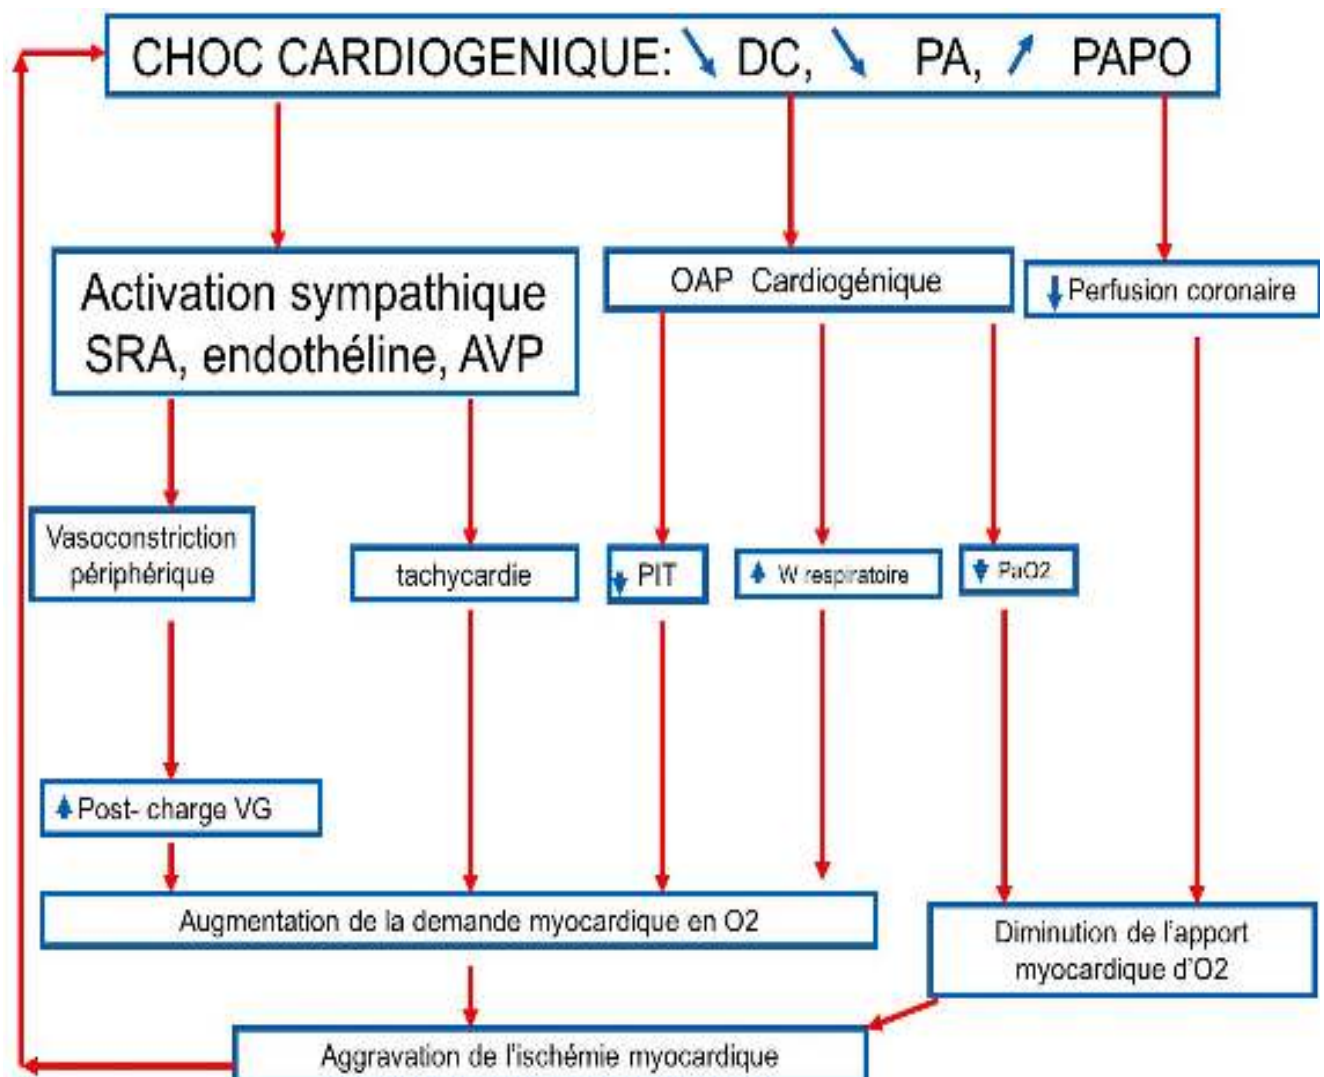 CHOC CARDIOGENIQUE: ↘ DC, ↘ PA, ↗ PAPO
Activation sympathique
SRA, endothéline, AVP
OAP Cardiogénique
↓ Perfusion coronaire
Vasoconstriction
périphérique
tachycardie
↓ PIT
↑ W respiratoire
↓ PaO2
↑ Post- charge VG
Augmentation de la demande myocardique en O2
Diminution de l'apport
myocardique d'O2
Aggravation de l'ischémie myocardique